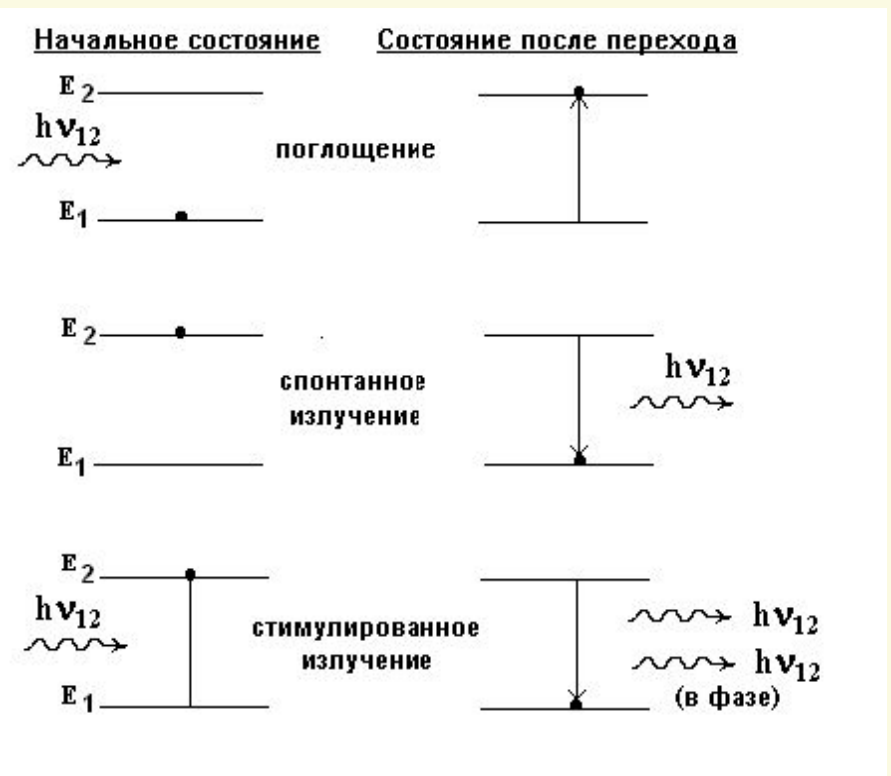 Начальное состояние Состояние после перехода
E2
hν12
поглощение
E1
E2
спонтанное
излучение
hν12
E1
E2
hν12
стимулированное
излучение
hν12
hν12
(в фазе)
E1